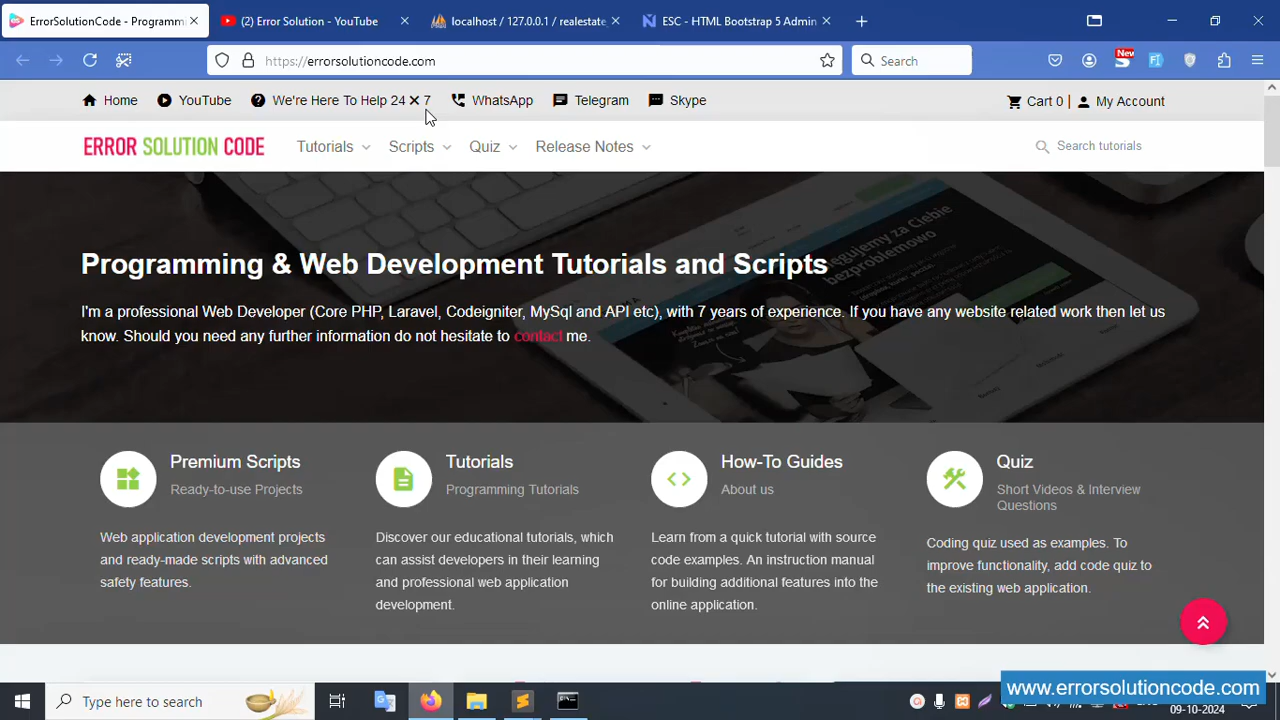 ErrorSolutionCode - Programm
(2) Error Solution - YouTube
localhost / 127.0.0.1 / realestate
ESC - HTML Bootstrap 5 Admin
https://errorsolutioncode.com
Search
New
Home
YouTube
We're Here To Help 24 ✕ 7
WhatsApp
Telegram
Skype
Cart 0 |
My Account
ERROR SOLUTION CODE
Tutorials
Scripts
Quiz
Release Notes
Search tutorials
Programming & Web Development Tutorials and Scripts
I'm a professional Web Developer (Core PHP, Laravel, Codeigniter, MySql and API etc), with 7 years of experience. If you have any website related work then let us
know. Should you need any further information do not hesitate to contact me.
Premium Scripts
Ready-to-use Projects
Web application development projects
and ready-made scripts with advanced
safety features.
Tutorials
Programming Tutorials
Discover our educational tutorials, which
can assist developers in their learning
and professional web application
development.
How-To Guides
About us
Learn from a quick tutorial with source
code examples. An instruction manual
for building additional features into the
online application.
Quiz
Short Videos & Interview
Questions
Coding quiz used as examples. To
improve functionality, add code quiz to
the existing web application.
Type here to search
www.errorsolutioncode.com
09-10-2024